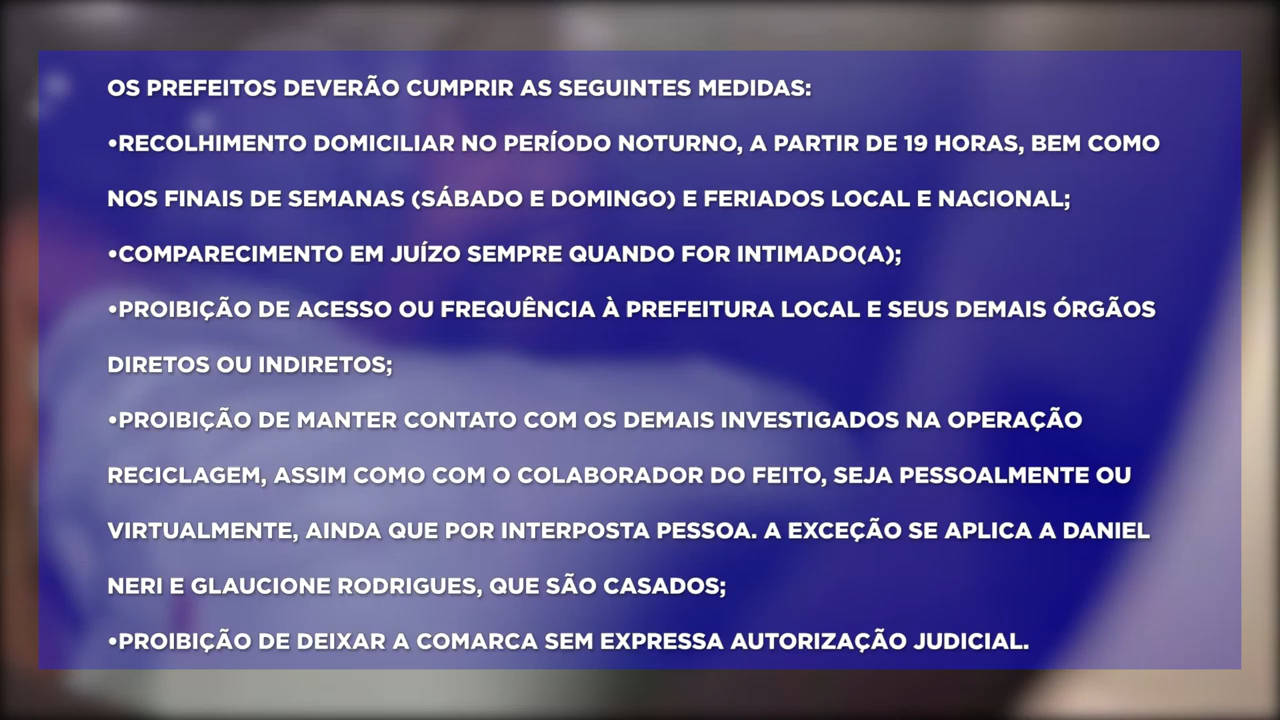 OS PREFEITOS DEVERÃO CUMPRIR AS SEGUINTES MEDIDAS:
•RECOLHIMENTO DOMICILIAR NO PERÍODO NOTURNO, A PARTIR DE 19 HORAS, BEM COMO
NOS FINAIS DE SEMANAS (SÁBADO E DOMINGO) E FERIADOS LOCAL E NACIONAL;
•COMPARECIMENTO EM JUÍZO SEMPRE QUANDO FOR INTIMADO(A);
•PROIBIÇÃO DE ACESSO OU FREQUÊNCIA À PREFEITURA LOCAL E SEUS DEMAIS ÓRGÃOS
DIRETOS OU INDIRETOS;
•PROIBIÇÃO DE MANTER CONTATO COM OS DEMAIS INVESTIGADOS NA OPERAÇÃO
RECICLAGEM, ASSIM COMO COM O COLABORADOR DO FEITO, SEJA PESSOALMENTE OU
VIRTUALMENTE, AINDA QUE POR INTERPOSTA PESSOA. A EXCEÇÃO SE APLICA A DANIEL
NERI E GLAUCIONE RODRIGUES, QUE SÃO CASADOS;
•PROIBIÇÃO DE DEIXAR A COMARCA SEM EXPRESSA AUTORIZAÇÃO JUDICIAL.